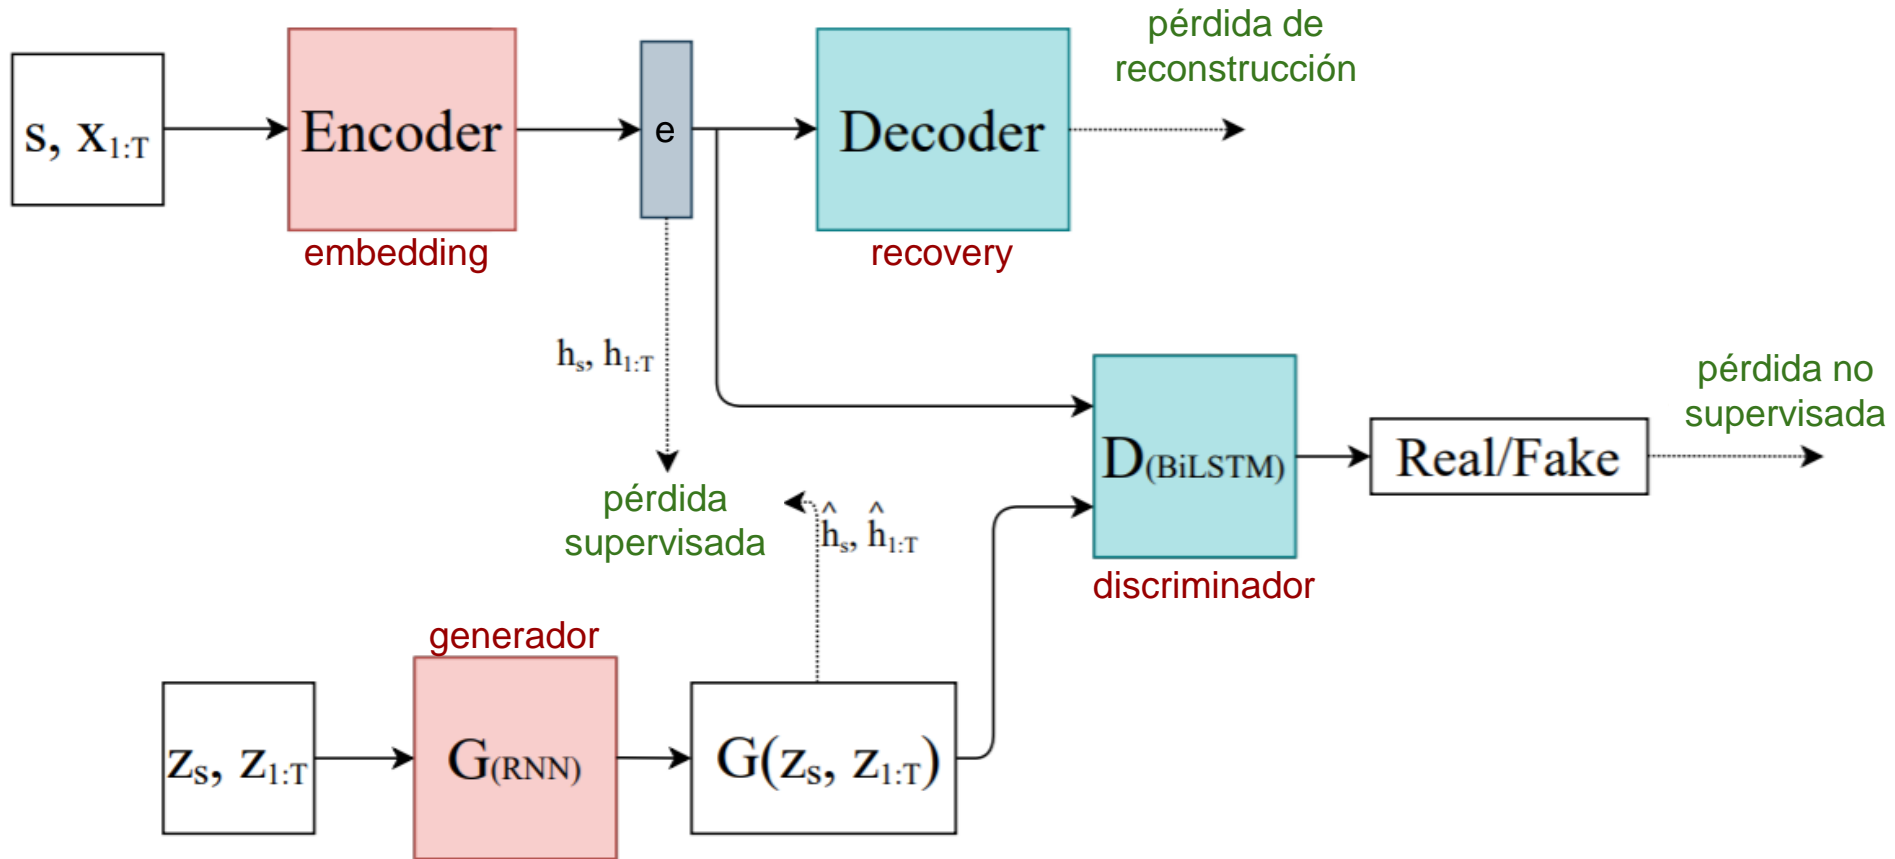 pérdida de
reconstrucción
s, x₁:T
Encoder
e
Decoder
embedding
recovery
hₛ, h₁:T
pérdida no
supervisada
D(BiLSTM)
Real/Fake
pérdida
supervisada
ĥₛ, ĥ₁:T
discriminador
generador
zₛ, z₁:T
G(RNN)
G(zₛ, z₁:T)